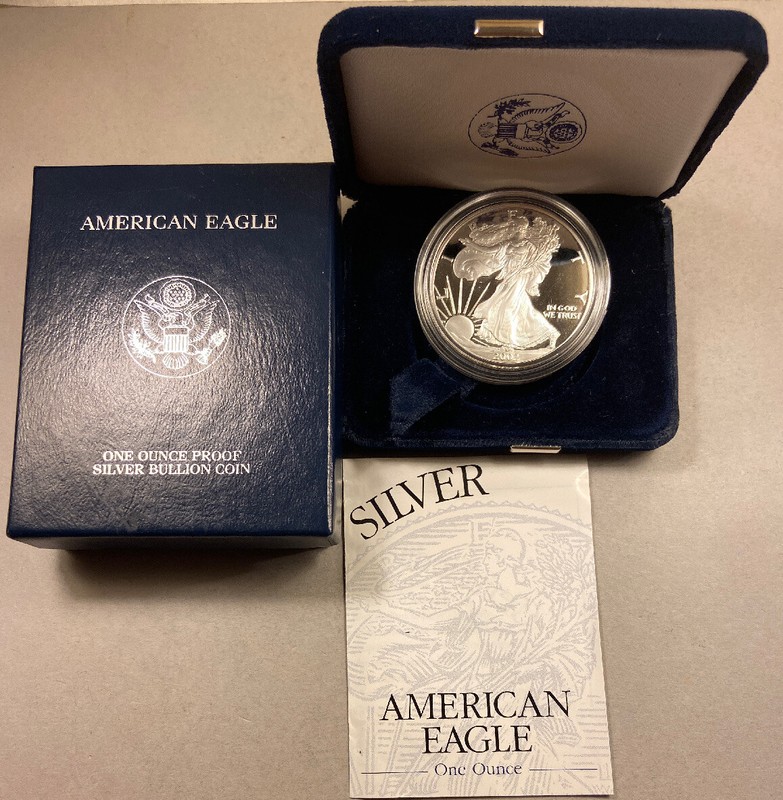 AMERICAN EAGLE
ONE OUNCE PROOF
SILVER BULLION COIN
IN GOD
WE TRUST
SILVER
AMERICAN
EAGLE
One Ounce